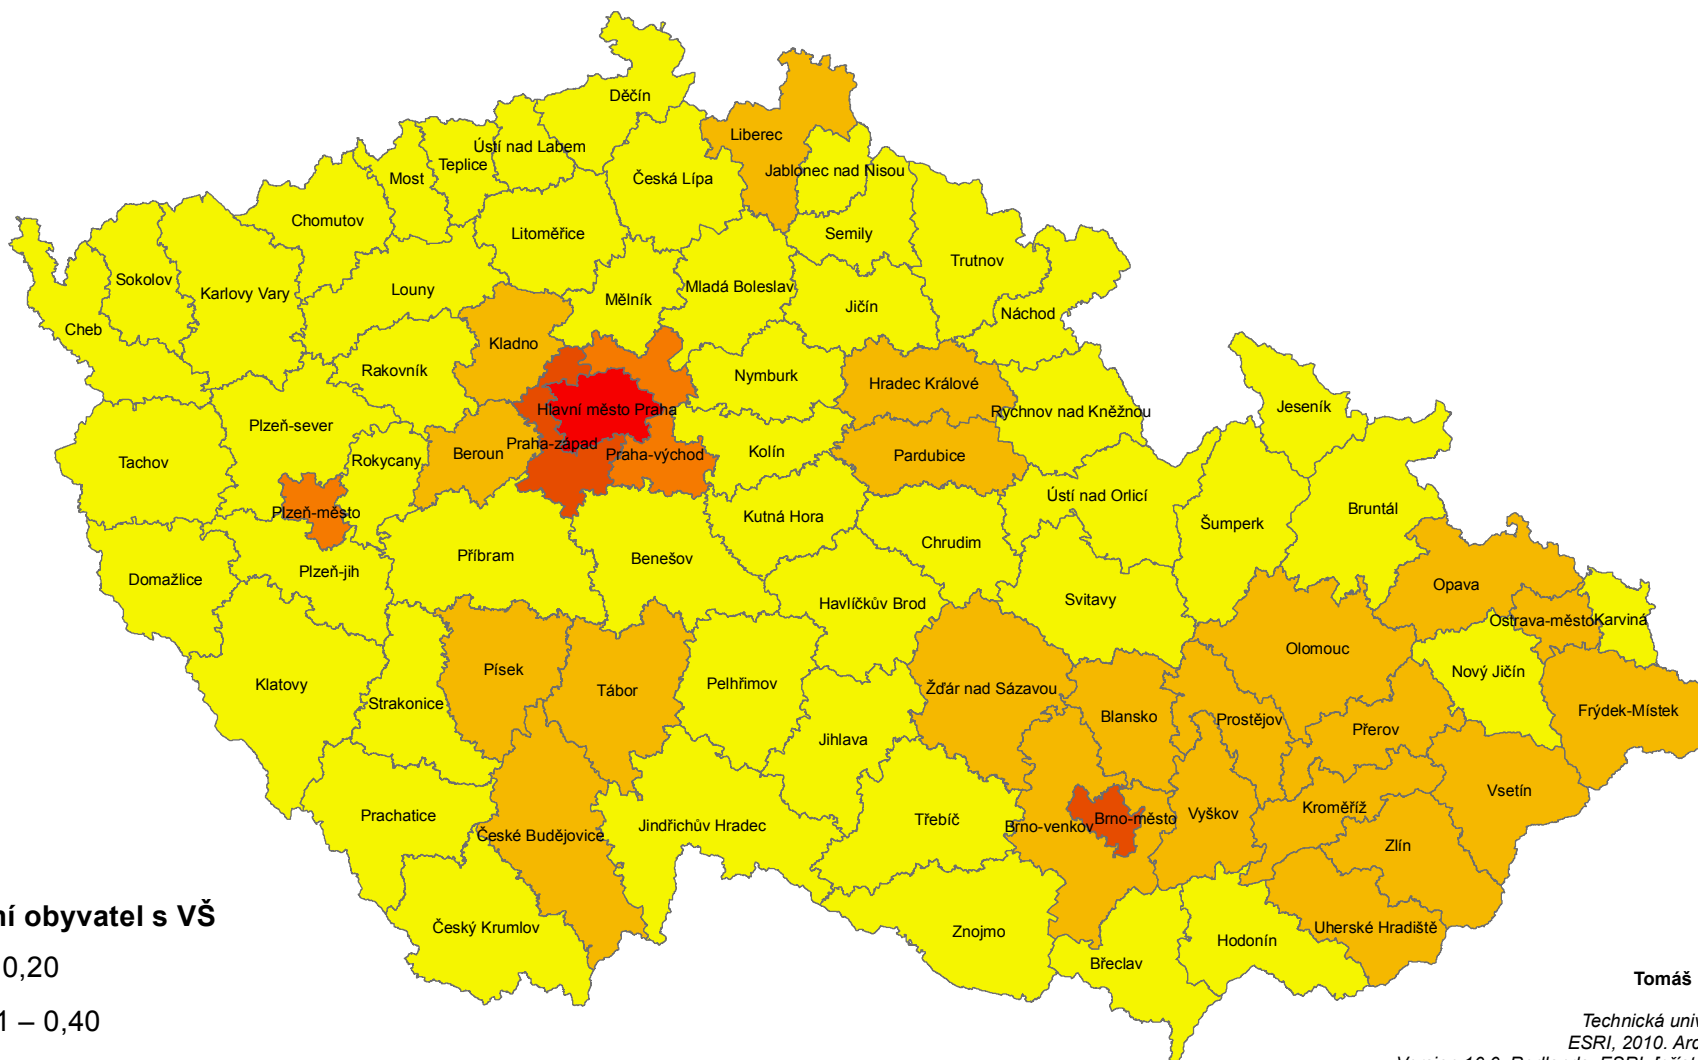 Děčín
Liberec
Ústí nad Labem
Teplice
Most
Česká Lípa
Jablonec nad Nisou
Chomutov
Litoměřice
Semily
Trutnov
Sokolov
Karlovy Vary
Louny
Mělník
Mladá Boleslav
Jičín
Náchod
Cheb
Kladno
Rakovník
Nymburk
Hradec Králové
Rychnov nad Kněžnou
Jeseník
Hlavní město Praha
Plzeň-sever
Praha-západ
Praha-východ
Beroun
Kolín
Pardubice
Tachov
Rokycany
Ústí nad Orlicí
Bruntál
Plzeň-město
Kutná Hora
Šumperk
Chrudim
Příbram
Benešov
Domažlice
Plzeň-jih
Opava
Havlíčkův Brod
Svitavy
Ostrava-město
Karviná
Olomouc
Nový Jičín
Klatovy
Písek
Tábor
Pelhřimov
Žďár nad Sázavou
Strakonice
Blansko
Prostějov
Frýdek-Místek
Přerov
Jihlava
Vsetín
Prachatice
Kroměříž
Vyškov
České Budějovice
Jindřichův Hradec
Třebíč
Brno-venkov
Brno-město
Zlín
Český Krumlov
Znojmo
Uherské Hradiště
Hodonín
Břeclav
ní obyvatel s VŠ
0,20
1 – 0,40
Tomáš
Technická univ
ESRI, 2010. Arc